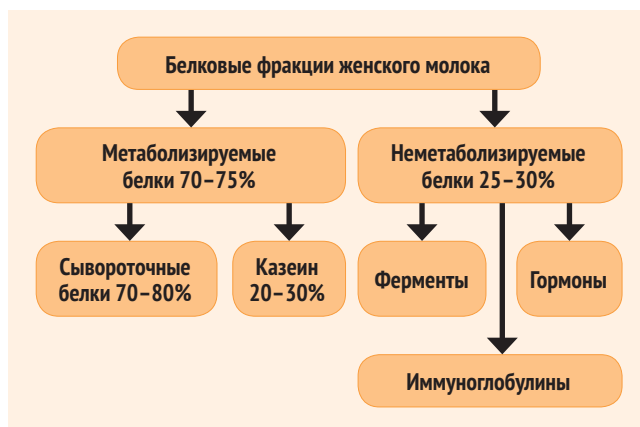 Белковые фракции женского молока
Метаболизируемые
белки 70–75%
Неметаболизируемые
белки 25–30%
Сывороточные
белки 70–80%
Казеин
20–30%
Ферменты
Гормоны
Иммуноглобулины